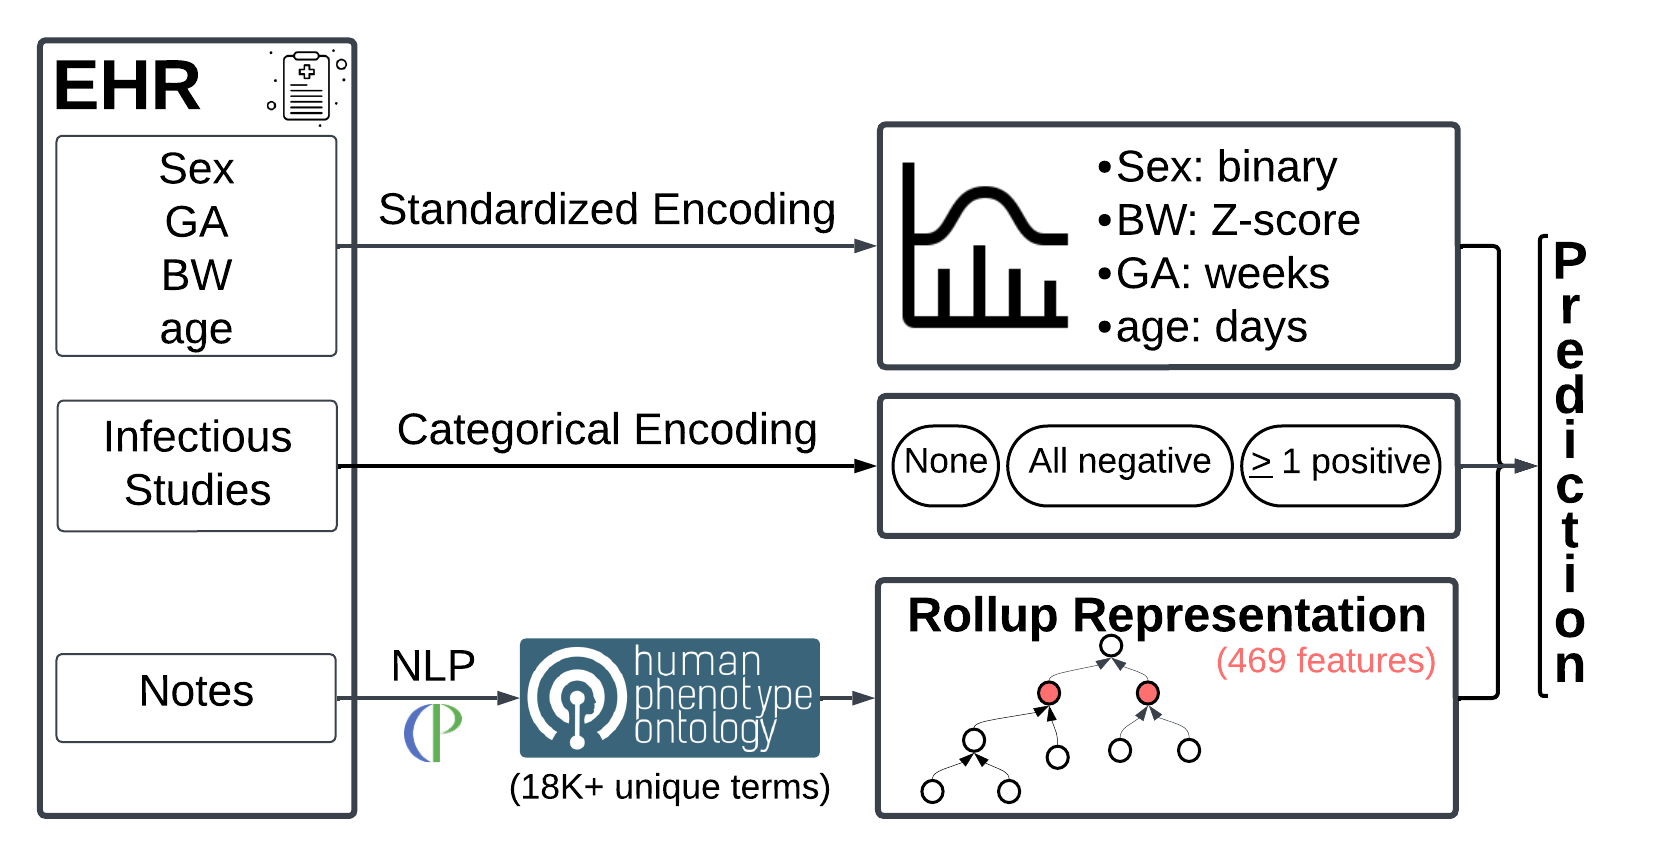 EHR
Sex
GA
BW
age
Standardized Encoding
•Sex: binary
•BW: Z-score
•GA: weeks
•age: days
Infectious
Studies
Categorical Encoding
None
All negative
≥ 1 positive
Notes
NLP
CP
human
phenotype
ontology
(18K+ unique terms)
Rollup Representation
(469 features)
Prediction